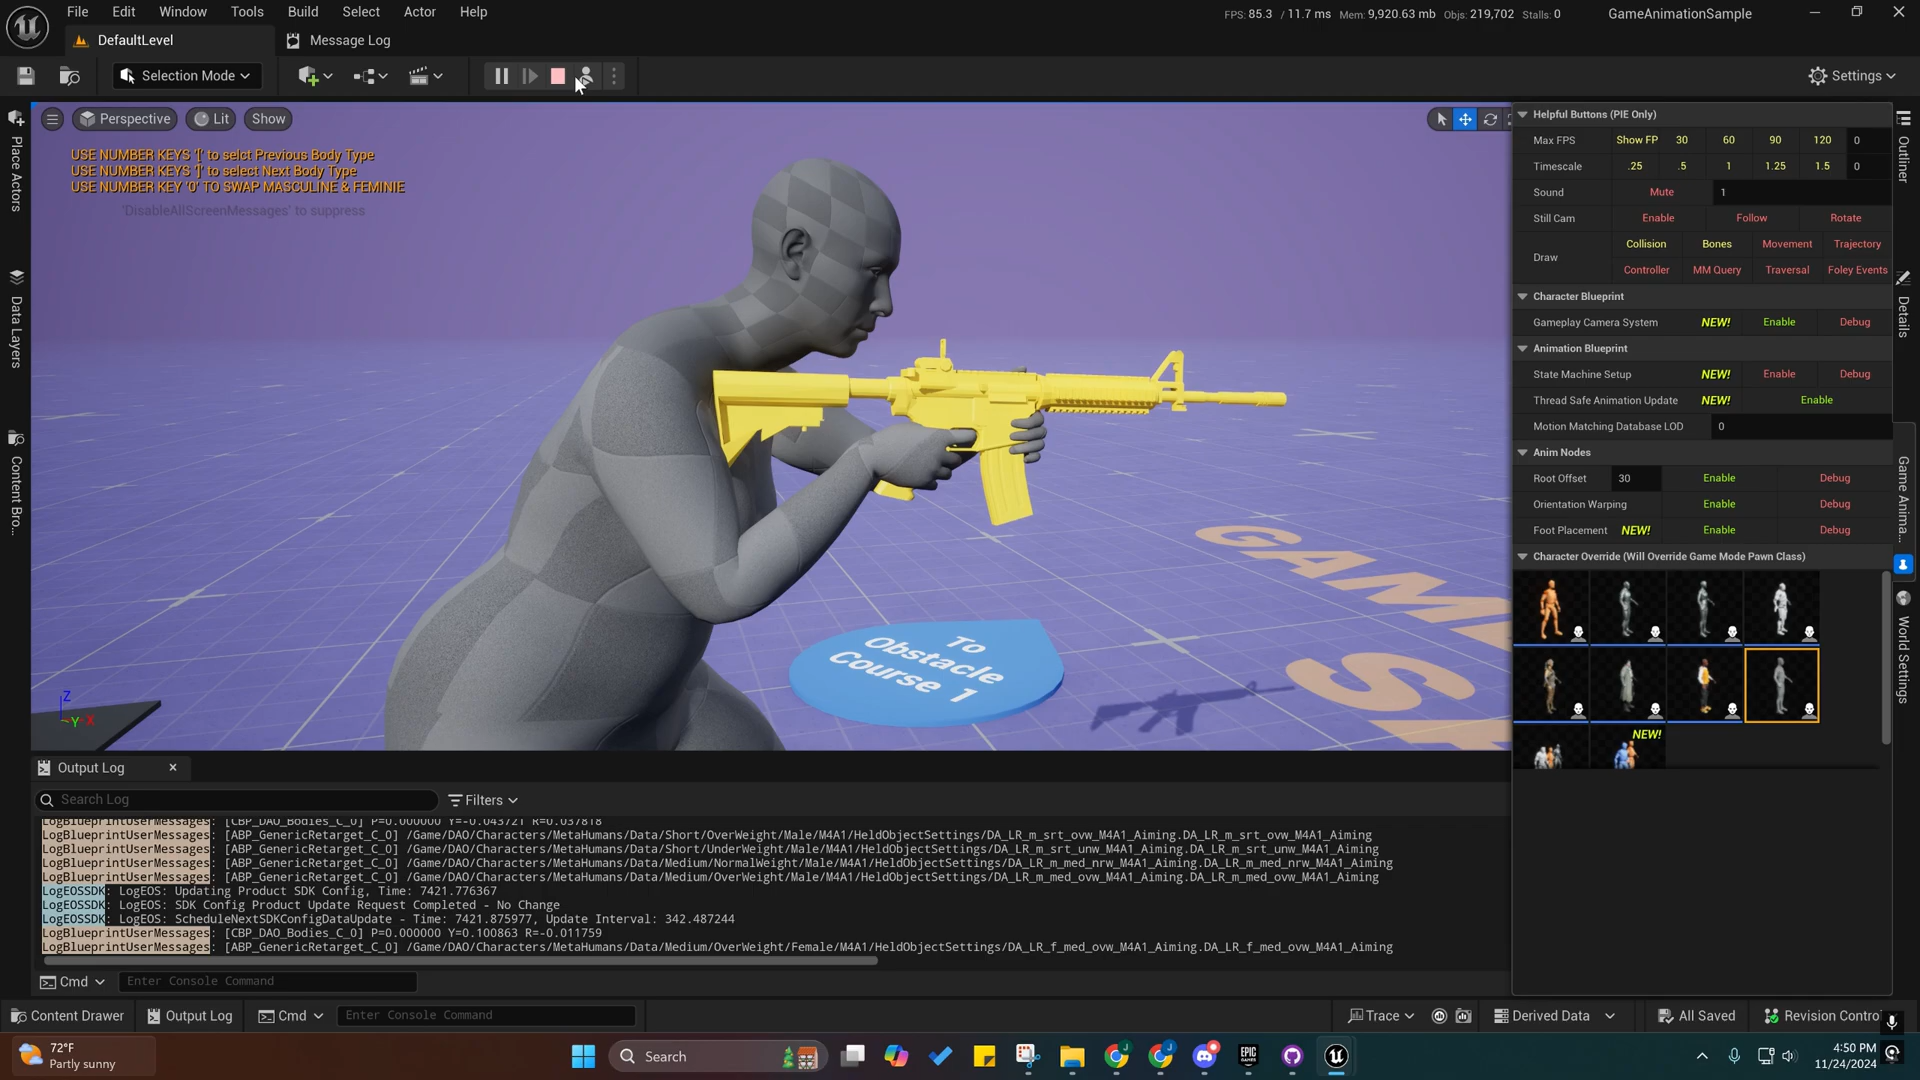 File Edit Window Tools Build Select Actor Help
FPS: 85.3 / 11.7 ms Mem: 9,920.63 mb Objs: 219,702 Stalls: 0
GameAnimationSample
DefaultLevel
Message Log
Selection Mode
Settings
Place Actors
Data Layers
Content Bro...
Perspective
Lit
Show
USE NUMBER KEYS '[' to selct Previous Body Type
USE NUMBER KEYS ']' to select Next Body Type
USE NUMBER KEY '0' TO SWAP MASCULINE & FEMINIE
'DisableAllScreenMessages' to suppress
To
Obstacle
Course 1
Z
Y X
Helpful Buttons (PIE Only)
Max FPS Show FP 30 60 90 120 0
Timescale .25 .5 1 1.25 1.5 0
Sound Mute 1
Still Cam Enable Follow Rotate
Draw
Collision Bones Movement Trajectory
Controller MM Query Traversal Foley Events
Character Blueprint
Gameplay Camera System NEW! Enable Debug
Animation Blueprint
State Machine Setup NEW! Enable Debug
Thread Safe Animation Update NEW! Enable
Motion Matching Database LOD 0
Anim Nodes
Root Offset 30 Enable Debug
Orientation Warping Enable Debug
Foot Placement NEW! Enable Debug
Character Override (Will Override Game Mode Pawn Class)
NEW!
Outliner
Details
Game Anima...
World Settings
Output Log
Search Log
Filters
LogBlueprintUserMessages: [CBP_DAO_Bodies_C_0] P=0.000000 Y=-0.043721 R=0.037818
LogBlueprintUserMessages: [ABP_GenericRetarget_C_0] /Game/DAO/Characters/MetaHumans/Data/Short/OverWeight/Male/M4A1/HeldObjectSettings/DA_LR_m_srt_ovw_M4A1_Aiming.DA_LR_m_srt_ovw_M4A1_Aiming
LogBlueprintUserMessages: [ABP_GenericRetarget_C_0] /Game/DAO/Characters/MetaHumans/Data/Short/UnderWeight/Male/M4A1/HeldObjectSettings/DA_LR_m_srt_unw_M4A1_Aiming.DA_LR_m_srt_unw_M4A1_Aiming
LogBlueprintUserMessages: [ABP_GenericRetarget_C_0] /Game/DAO/Characters/MetaHumans/Data/Medium/NormalWeight/Male/M4A1/HeldObjectSettings/DA_LR_m_med_nrw_M4A1_Aiming.DA_LR_m_med_nrw_M4A1_Aiming
LogBlueprintUserMessages: [ABP_GenericRetarget_C_0] /Game/DAO/Characters/MetaHumans/Data/Medium/OverWeight/Male/M4A1/HeldObjectSettings/DA_LR_m_med_ovw_M4A1_Aiming.DA_LR_m_med_ovw_M4A1_Aiming
LogEOSSDK: LogEOS: Updating Product SDK Config, Time: 7421.776367
LogEOSSDK: LogEOS: SDK Config Product Update Request Completed - No Change
LogEOSSDK: LogEOS: ScheduleNextSDKConfigDataUpdate - Time: 7421.875977, Update Interval: 342.487244
LogBlueprintUserMessages: [CBP_DAO_Bodies_C_0] P=0.000000 Y=0.100863 R=-0.011759
LogBlueprintUserMessages: [ABP_GenericRetarget_C_0] /Game/DAO/Characters/MetaHumans/Data/Medium/OverWeight/Female/M4A1/HeldObjectSettings/DA_LR_f_med_ovw_M4A1_Aiming.DA_LR_f_med_ovw_M4A1_Aiming
Cmd Enter Console Command
Content Drawer Output Log Cmd Enter Console Command
Trace Derived Data All Saved Revision Contro
72°F
Partly sunny
Search
EPIC GAMES
4:50 PM
11/24/2024